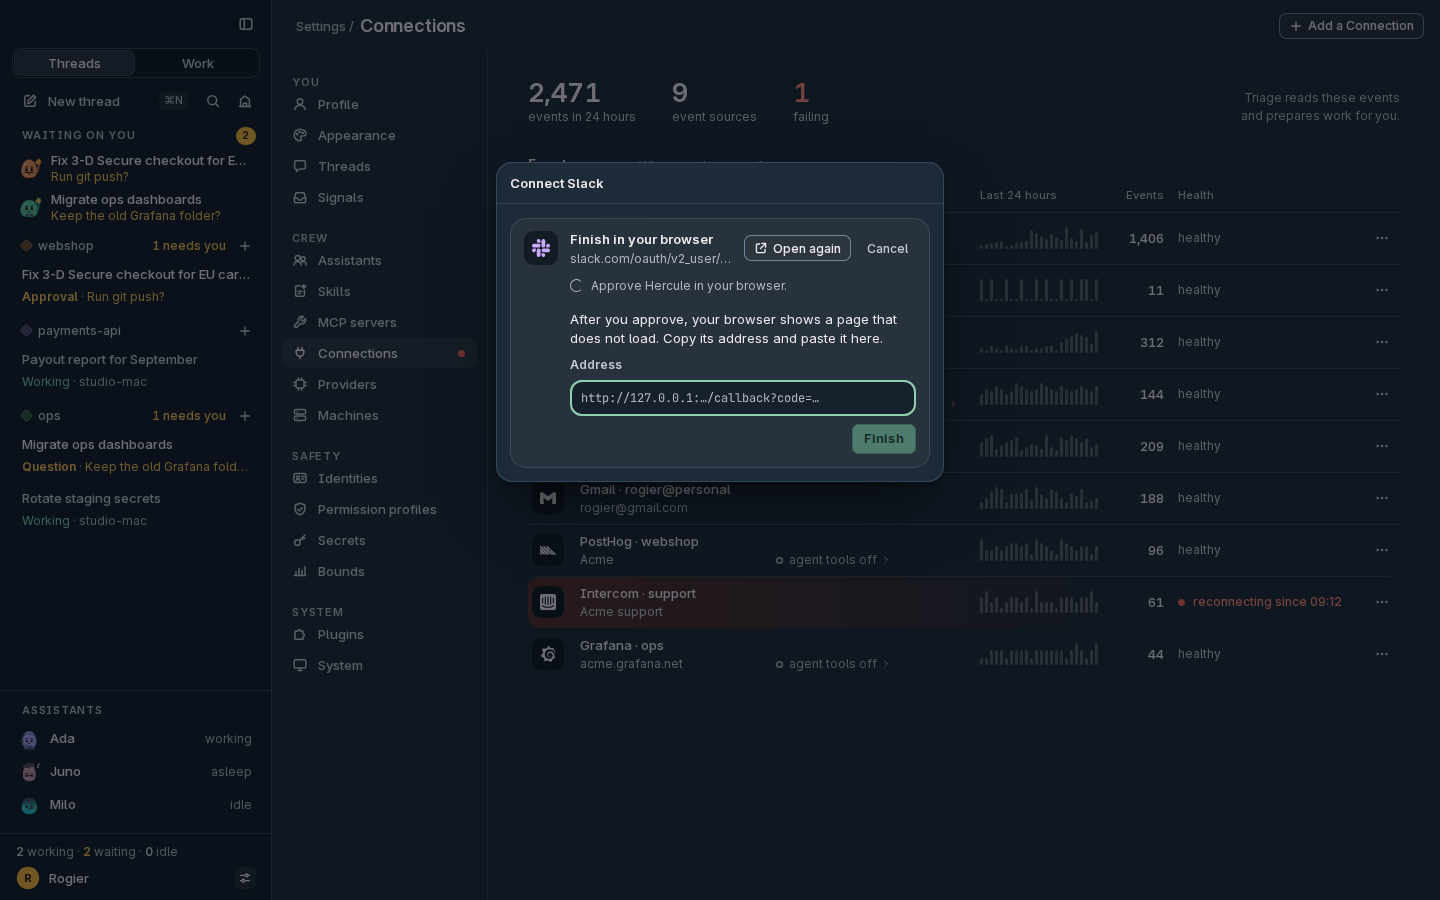 Threads
Work
New thread
⌘N
WAITING ON YOU
2
Fix 3-D Secure checkout for E…
Run git push?
Migrate ops dashboards
Keep the old Grafana folder?
webshop
1 needs you
Fix 3-D Secure checkout for EU car…
Approval · Run git push?
payments-api
Payout report for September
Working · studio-mac
ops
1 needs you
Migrate ops dashboards
Question · Keep the old Grafana fold…
Rotate staging secrets
Working · studio-mac
ASSISTANTS
Ada
working
Juno
asleep
Milo
idle
2 working · 2 waiting · 0 idle
R
Rogier
Settings / Connections
Add a Connection
YOU
Profile
Appearance
Threads
Signals
CREW
Assistants
Skills
MCP servers
Connections
Providers
Machines
SAFETY
Identities
Permission profiles
Secrets
Bounds
SYSTEM
Plugins
System
2,471
events in 24 hours
9
event sources
1
failing
Triage reads these events
and prepares work for you.
Last 24 hours
Events
Health
1,406
healthy
11
healthy
312
healthy
144
healthy
209
healthy
Gmail · rogier@personal
rogier@gmail.com
188
healthy
PostHog · webshop
Acme
agent tools off
96
healthy
Intercom · support
Acme support
61
reconnecting since 09:12
Grafana · ops
acme.grafana.net
agent tools off
44
healthy
Connect Slack
Finish in your browser
slack.com/oauth/v2_user/…
Open again
Cancel
Approve Hercule in your browser.
After you approve, your browser shows a page that
does not load. Copy its address and paste it here.
Address
http://127.0.0.1:…/callback?code=…
Finish